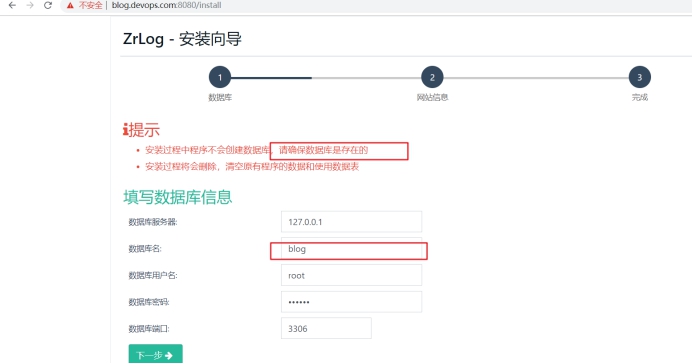 不安全 | blog.devops.com:8080/install
ZrLog - 安装向导
1 2 3
数据库 网站信息 完成
提示
• 安装过程中程序不会创建数据库，请确保数据库是存在的
• 安装过程将会删除，清空原有程序的数据和使用数据表
填写数据库信息
数据库服务器: 127.0.0.1
数据库名: blog
数据库用户名: root
数据库密码: ••••••
数据库端口: 3306
下一步